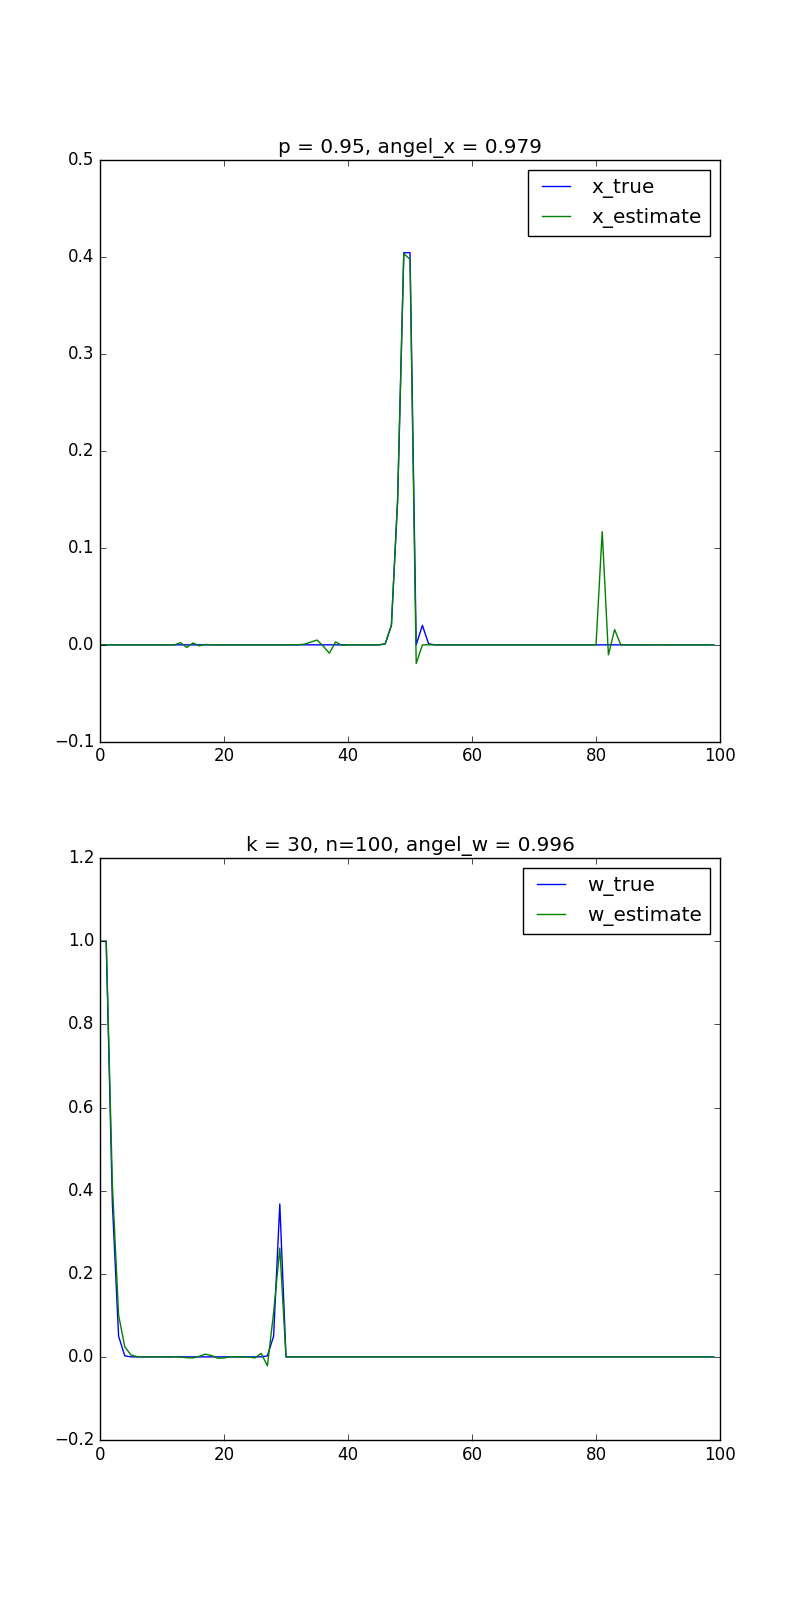 p = 0.95, angel_x = 0.979
0.5
x_true
x_estimate
0.4
0.3
0.2
0.1
0.0
−0.1
0 20 40 60 80 100
k = 30, n=100, angel_w = 0.996
1.2
w_true
w_estimate
1.0
0.8
0.6
0.4
0.2
0.0
−0.2
0 20 40 60 80 100